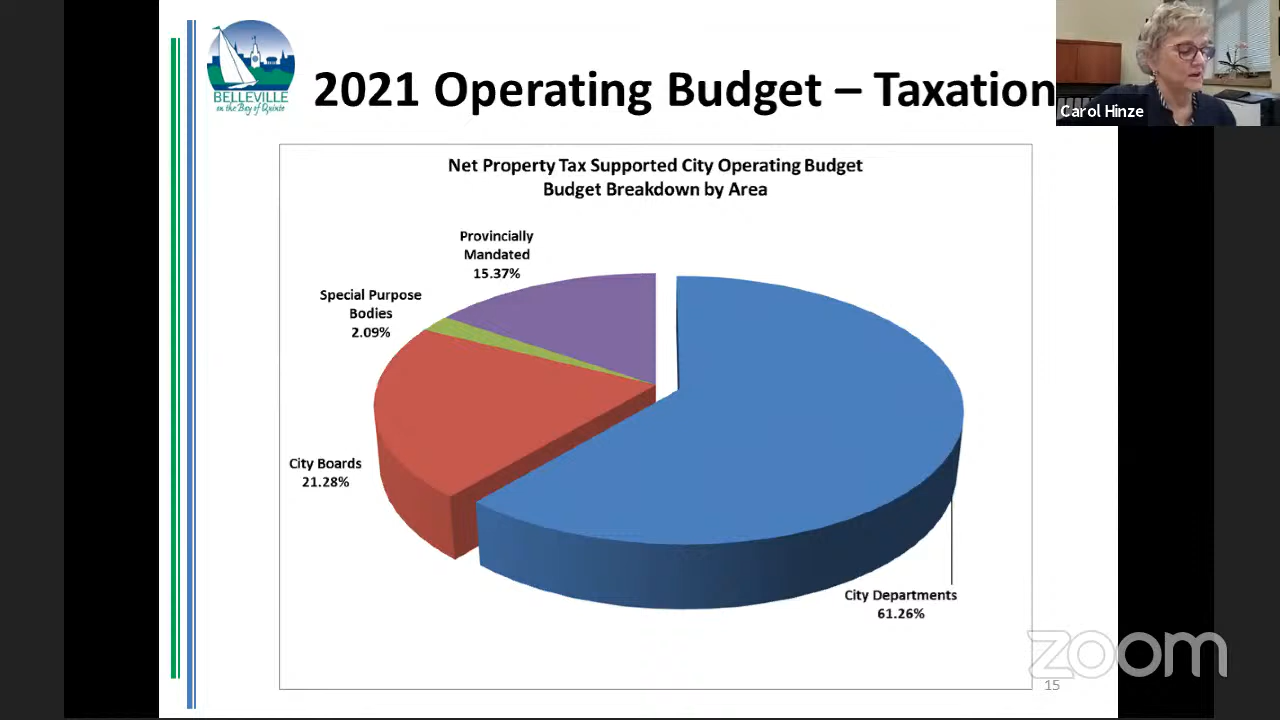 BELLEVILLE
on the Bay of Quinte
2021 Operating Budget – Taxation
Carol Hinze
Net Property Tax Supported City Operating Budget
Budget Breakdown by Area
Provincially
Mandated
15.37%
Special Purpose
Bodies
2.09%
City Boards
21.28%
City Departments
61.26%
zoom
15